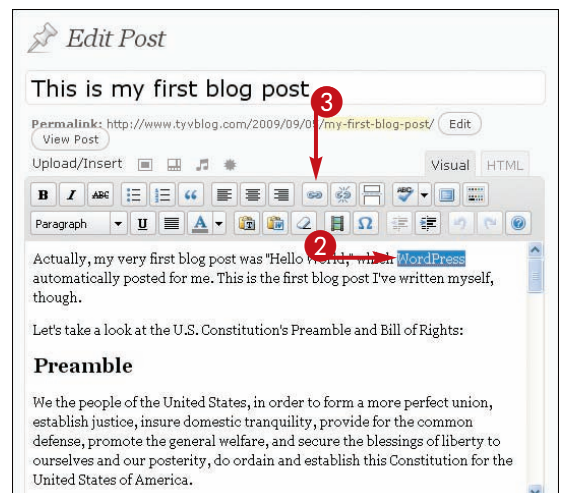 Edit Post
This is my first blog post
3
Permalink: http://www.tyvblog.com/2009/09/05/my-first-blog-post/ Edit
View Post
Upload/Insert Visual HTML
B I ABC
Paragraph U A T W Ω ?
2
Actually, my very first blog post was "Hello World," which WordPress
automatically posted for me. This is the first blog post I've written myself,
though.
Let's take a look at the U.S. Constitution's Preamble and Bill of Rights:
Preamble
We the people of the United States, in order to form a more perfect union,
establish justice, insure domestic tranquility, provide for the common
defense, promote the general welfare, and secure the blessings of liberty to
ourselves and our posterity, do ordain and establish this Constitution for the
United States of America.